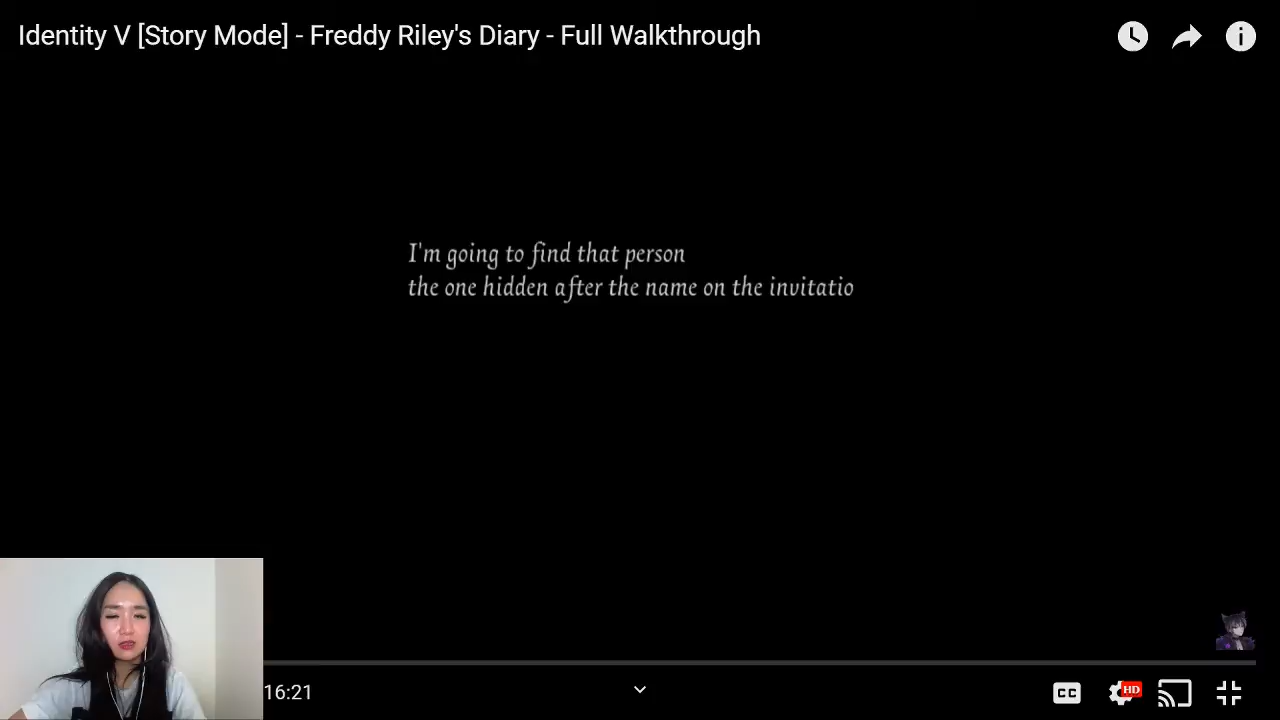 Identity V [Story Mode] - Freddy Riley's Diary - Full Walkthrough
I'm going to find that person
the one hidden after the name on the invitatio
16:21
CC
HD